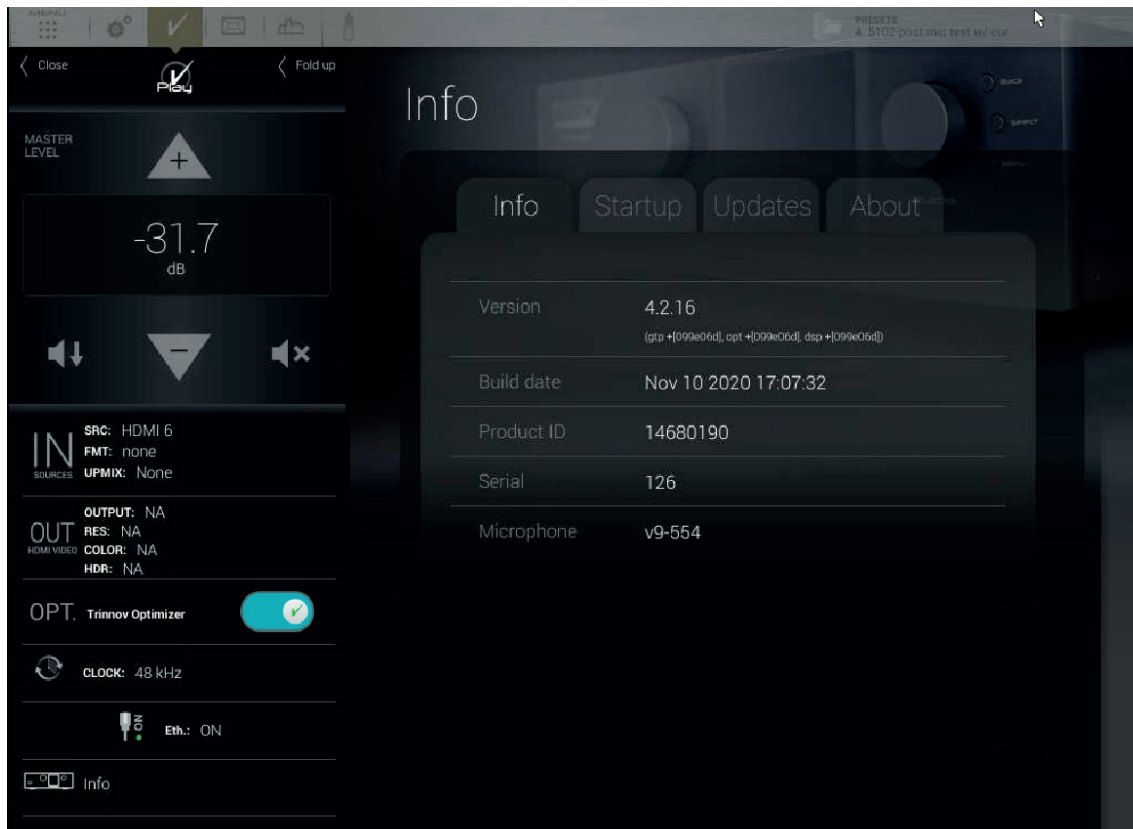 MENU
PRESETS
4. 5102-post mic test w/ cur
Close
Play
Fold up
MASTER
LEVEL
+
-31.7
dB
IN
SOURCES
SRC: HDMI 6
FMT: none
UPMIX: None
OUT
HDMI VIDEO
OUTPUT: NA
RES: NA
COLOR: NA
HDR: NA
OPT. Trinnov Optimizer
CLOCK: 48 kHz
NO
Eth.: ON
Info
Info
Select
Info Startup Updates About
Version 4.2.16
(gtp +[099e06d], opt +[099e06d], dsp +[099e06d])
Build date Nov 10 2020 17:07:32
Product ID 14680190
Serial 126
Microphone v9-554